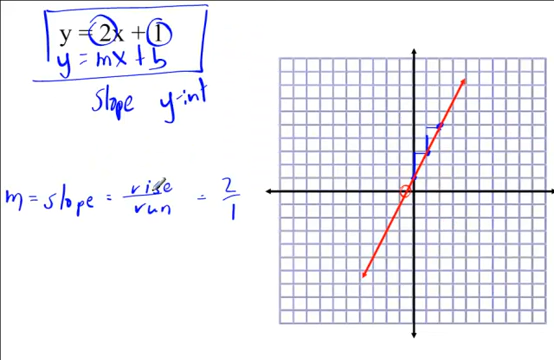 y = 2x + 1
y = mx + b
slope y-int
m = slope = rise/run = 2/1